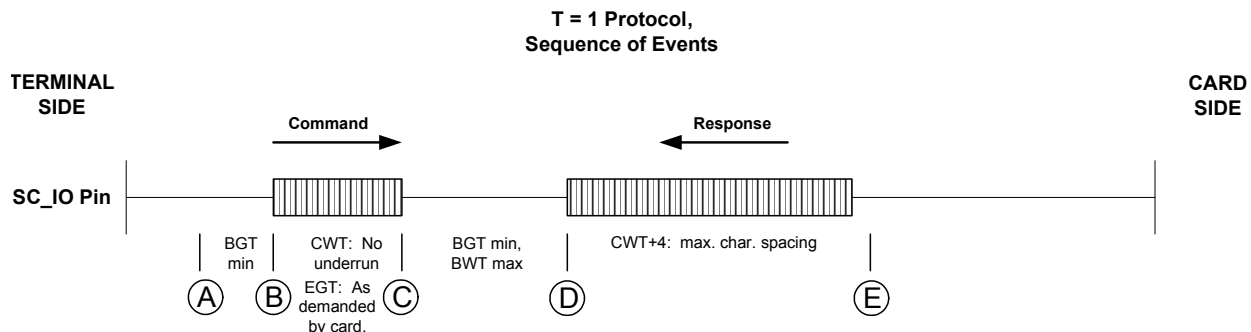 T = 1 Protocol,
Sequence of Events
TERMINAL
SIDE
CARD
SIDE
Command
Response
SC_IO Pin
BGT
min
CWT: No
underrun
EGT: As
demanded
by card.
BGT min,
BWT max
CWT+4: max. char. spacing
A
B
C
D
E